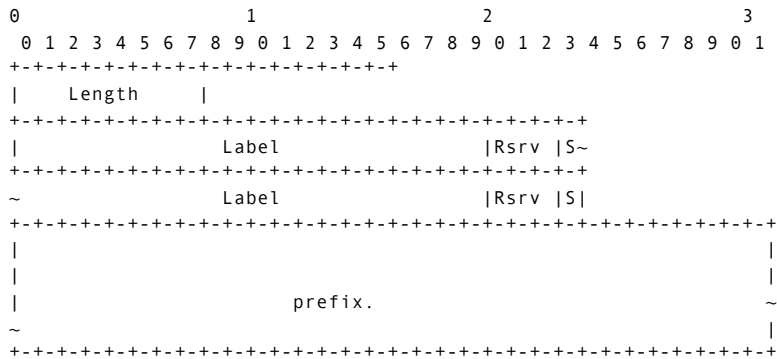 0                   1                   2                   3
 0 1 2 3 4 5 6 7 8 9 0 1 2 3 4 5 6 7 8 9 0 1 2 3 4 5 6 7 8 9 0 1
+-+-+-+-+-+-+-+-+-+-+-+-+-+-+-+-+
|    Length     |
+-+-+-+-+-+-+-+-+-+-+-+-+-+-+-+-+-+-+-+-+-+-+-+-+
|                 Label                 |Rsrv |S~
+-+-+-+-+-+-+-+-+-+-+-+-+-+-+-+-+-+-+-+-+-+-+-+-+
~                 Label                 |Rsrv |S|
+-+-+-+-+-+-+-+-+-+-+-+-+-+-+-+-+-+-+-+-+-+-+-+-+-+-+-+-+-+-+-+-+
|                                                               |
|                                                               |
|                       prefix.                                 ~
~                                                               |
+-+-+-+-+-+-+-+-+-+-+-+-+-+-+-+-+-+-+-+-+-+-+-+-+-+-+-+-+-+-+-+-+